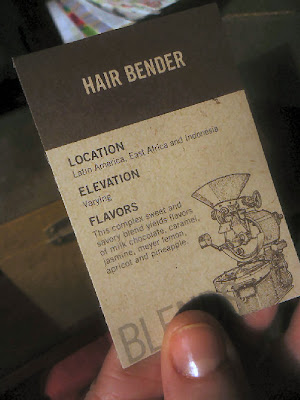 HAIR BENDER
LOCATION
Latin America, East Africa and Indonesia
ELEVATION
Varying
FLAVORS
This complex sweet and
savory blend yields flavors
of milk chocolate, caramel,
jasmine, meyer lemon,
apricot and pineapple.
BLEN